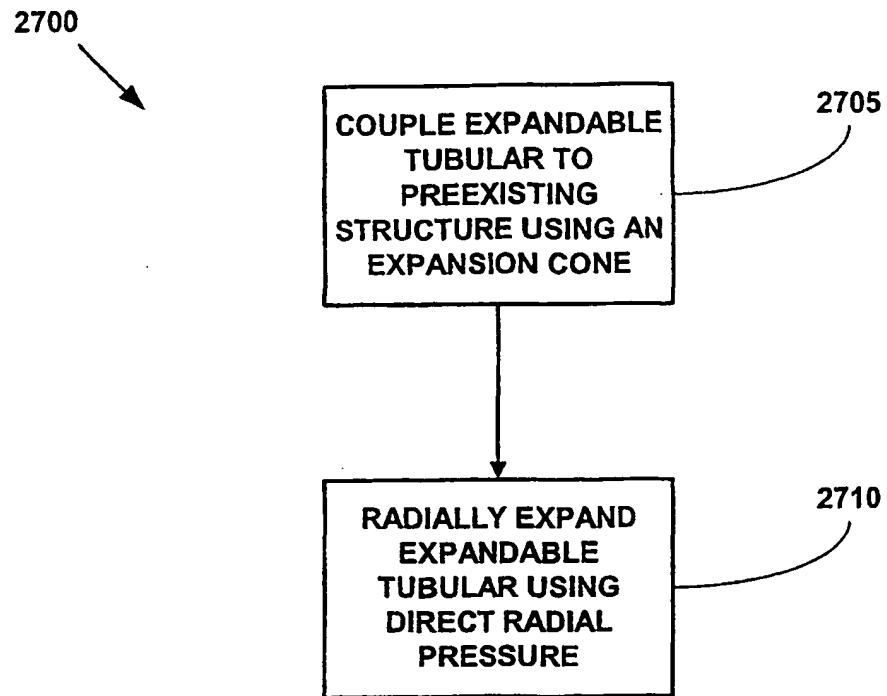 2700
2705
COUPLE EXPANDABLE
TUBULAR TO
PREEXISTING
STRUCTURE USING AN
EXPANSION CONE
2710
RADIALLY EXPAND
EXPANDABLE
TUBULAR USING
DIRECT RADIAL
PRESSURE